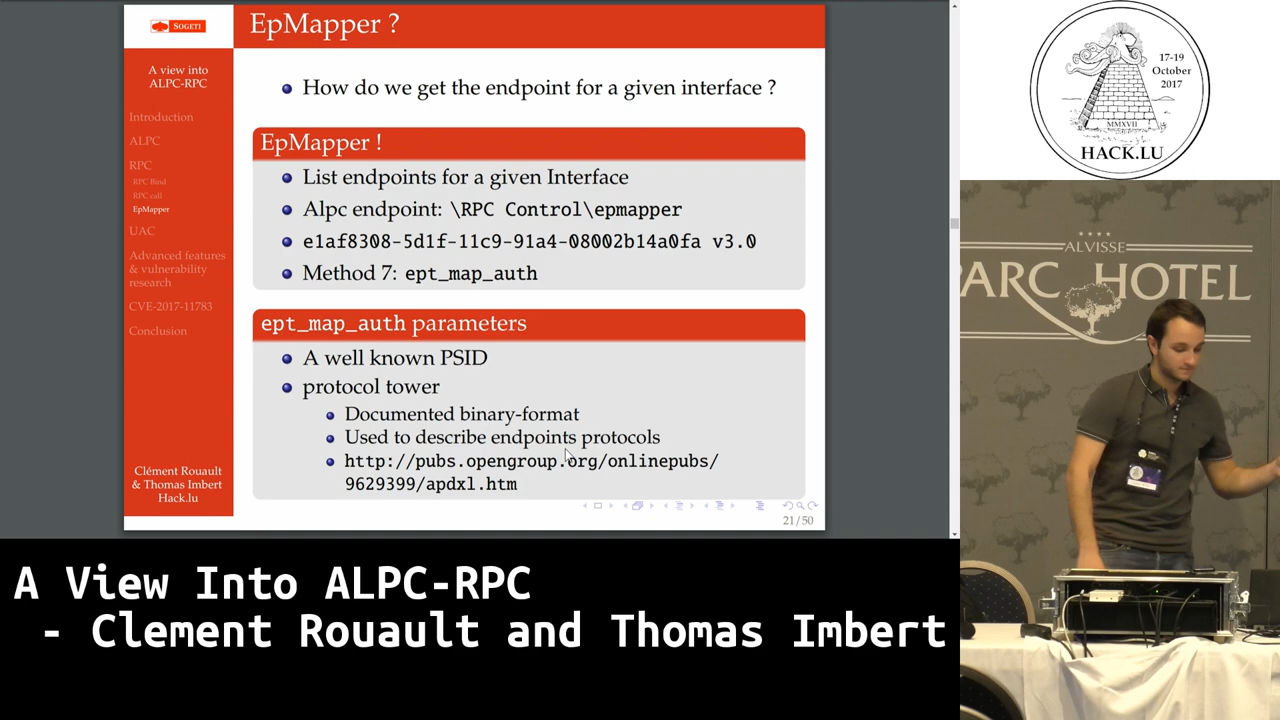 SOGETI
EpMapper ?
A view into
ALPC-RPC
Introduction
ALPC
RPC
RPC Bind
RPC call
EpMapper
UAC
Advanced features
& vulnerability
research
CVE-2017-11783
Conclusion
Clément Rouault
& Thomas Imbert
Hack.lu
How do we get the endpoint for a given interface ?
EpMapper !
List endpoints for a given Interface
Alpc endpoint: \RPC Control\epmapper
e1af8308-5d1f-11c9-91a4-08002b14a0fa v3.0
Method 7: ept_map_auth
ept_map_auth parameters
A well known PSID
protocol tower
Documented binary-format
Used to describe endpoints protocols
http://pubs.opengroup.org/onlinepubs/
9629399/apdxl.htm
21/50
17-19
October
2017
MMXVII
HACK.LU
ALVISSE
PARC HOTEL
A View Into ALPC-RPC
- Clement Rouault and Thomas Imbert